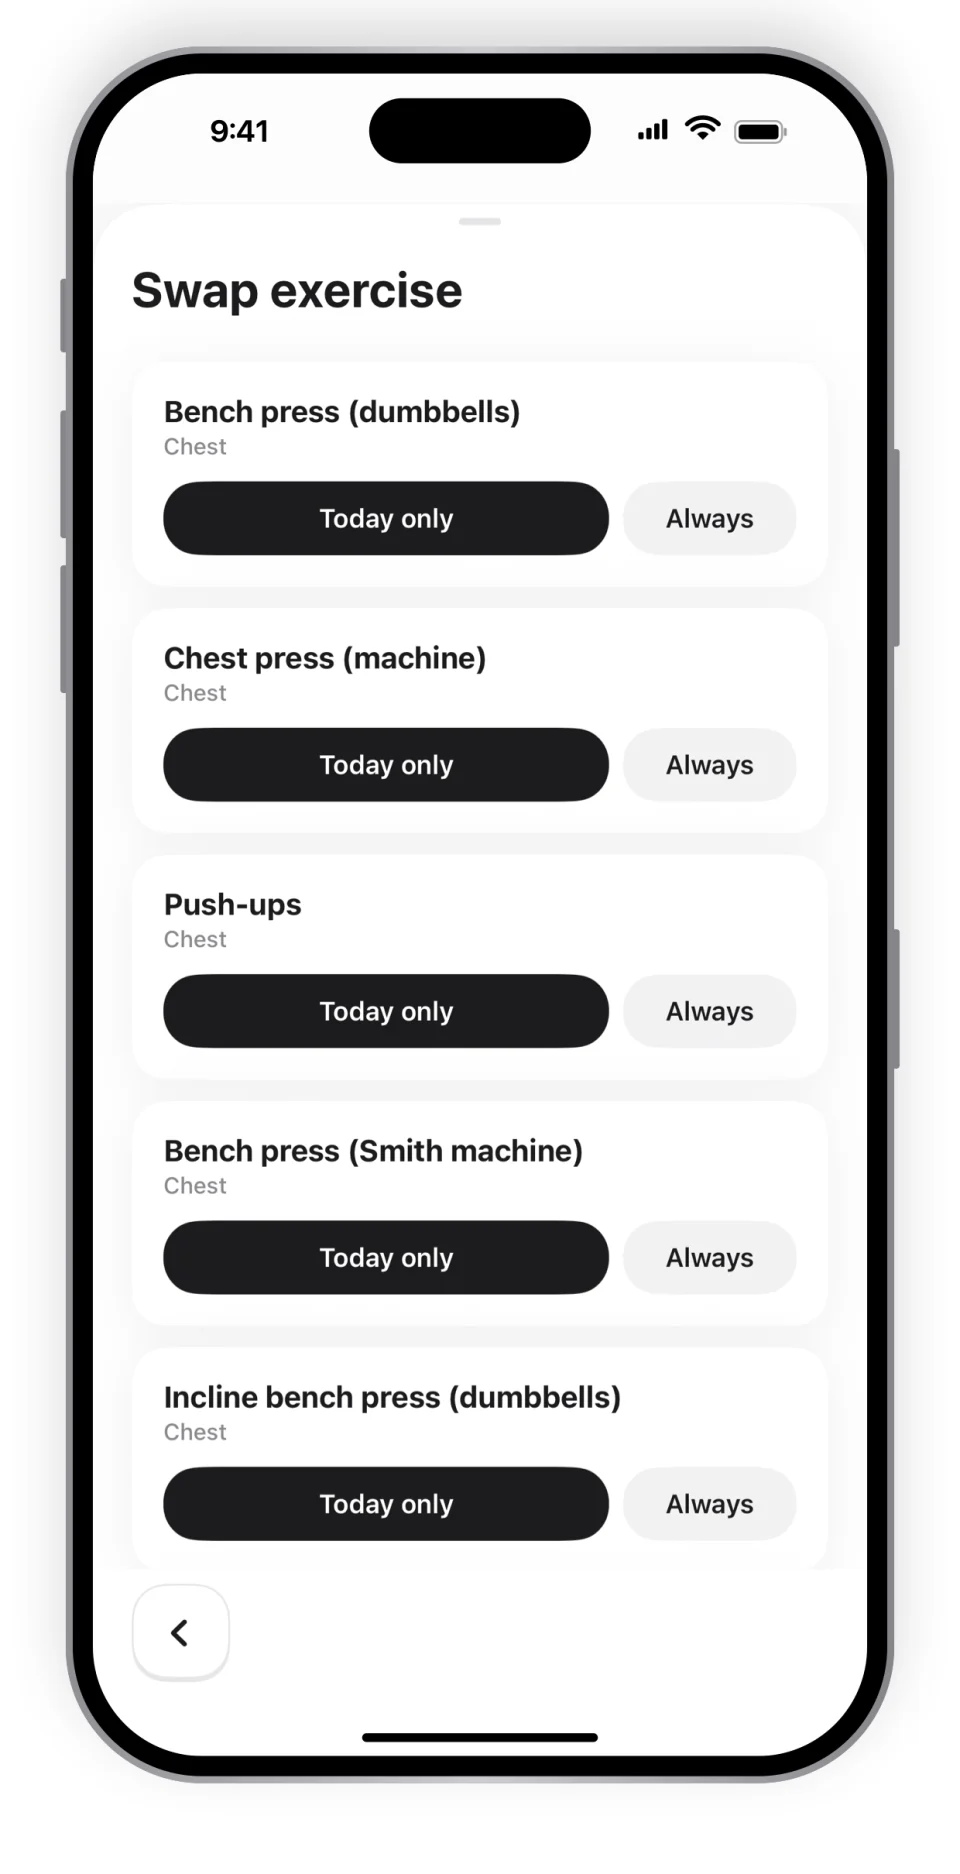 9:41
Swap exercise
Bench press (dumbbells)
Chest
Today only
Always
Chest press (machine)
Chest
Today only
Always
Push-ups
Chest
Today only
Always
Bench press (Smith machine)
Chest
Today only
Always
Incline bench press (dumbbells)
Chest
Today only
Always